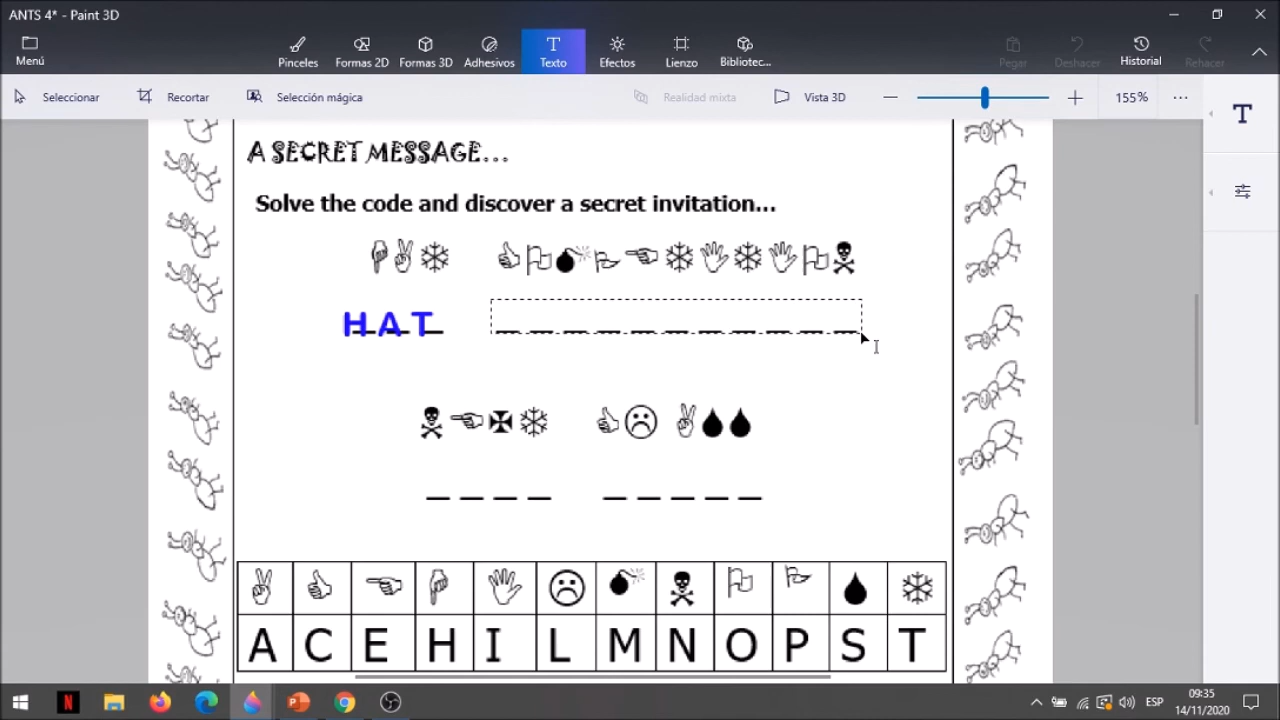 ANTS 4* - Paint 3D
Menú
Pinceles
Formas 2D
Formas 3D
Adhesivos
Texto
Efectos
Lienzo
Bibliotec...
Pegar
Deshacer
Historial
Rehacer
Seleccionar
Recortar
Selección mágica
Realidad mixta
Vista 3D
155%
A SECRET MESSAGE...
Solve the code and discover a secret invitation...
HAT
A C E H I L M N O P S T
ESP
09:35
14/11/2020